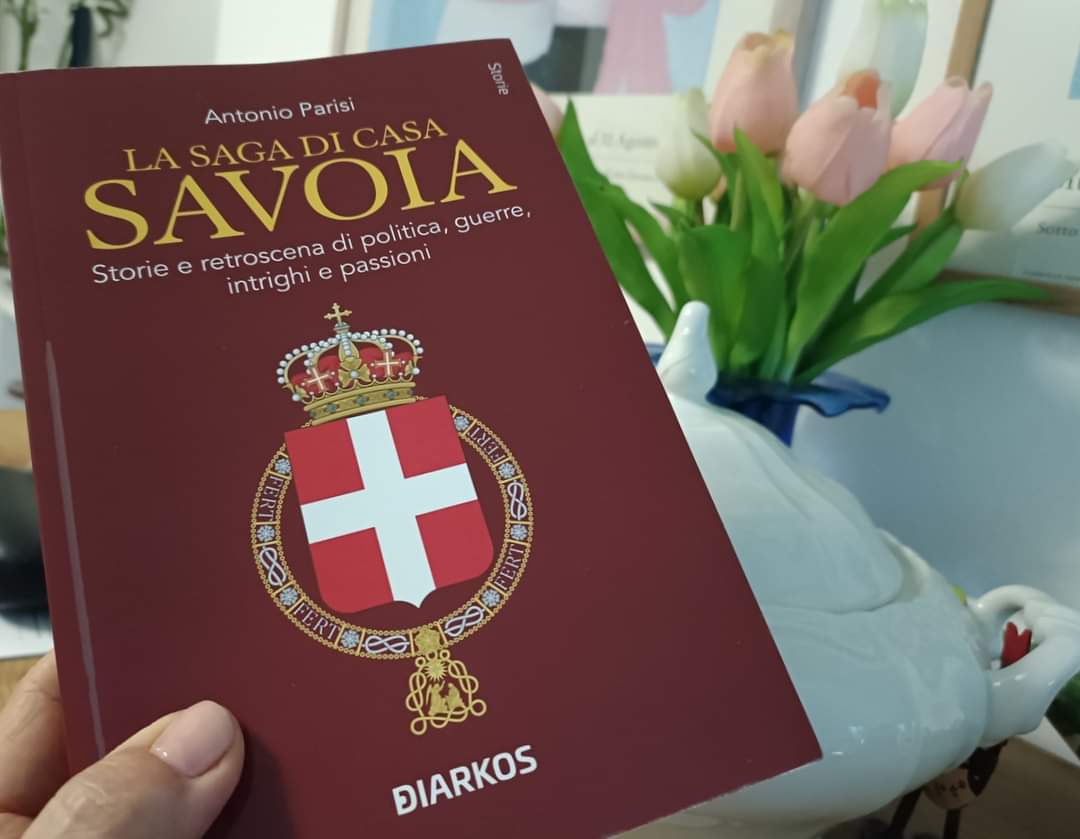 Storie
Antonio Parisi
LA SAGA DI CASA
SAVOIA
Storie e retroscena di politica, guerre,
intrighi e passioni
FERT
FERT
FERT
FERT
DIARKOS
Sotto